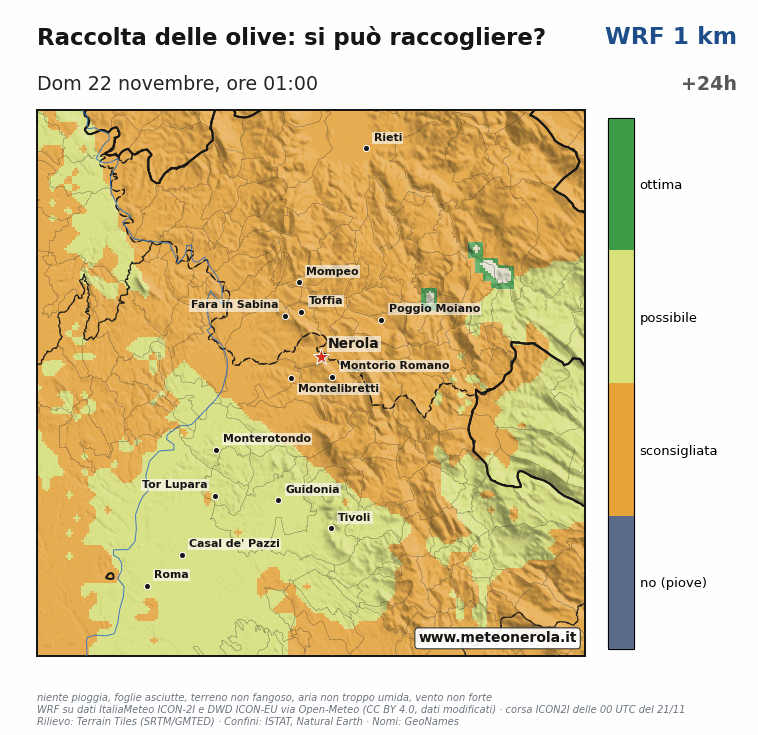 Raccolta delle olive: si può raccogliere?
WRF 1 km
Dom 22 novembre, ore 01:00
+24h
Rieti
ottima
Mompeo
Fara in Sabina
Toffia
Poggio Moiano
possibile
Nerola
Montorio Romano
Montelibretti
Monterotondo
sconsigliata
Tor Lupara
Guidonia
Tivoli
Casal de' Pazzi
Roma
no (piove)
www.meteonerola.it
niente pioggia, foglie asciutte, terreno non fangoso, aria non troppo umida, vento non forte
WRF su dati ItaliaMeteo ICON-2I e DWD ICON-EU via Open-Meteo (CC BY 4.0, dati modificati) · corsa ICON2I delle 00 UTC del 21/11
Rilievo: Terrain Tiles (SRTM/GMTED) · Confini: ISTAT, Natural Earth · Nomi: GeoNames